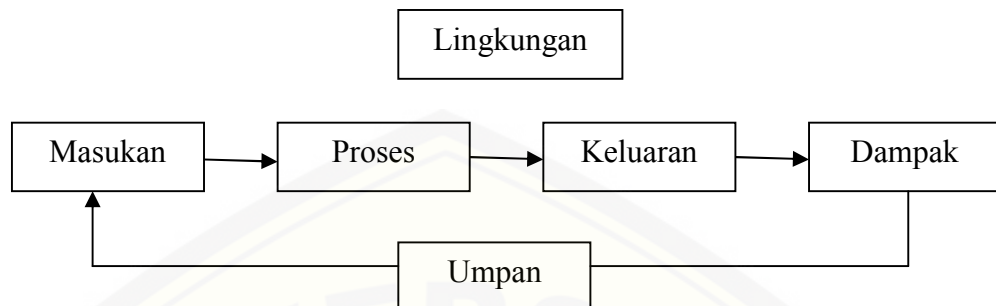 Lingkungan
Masukan
Proses
Keluaran
Dampak
Umpan